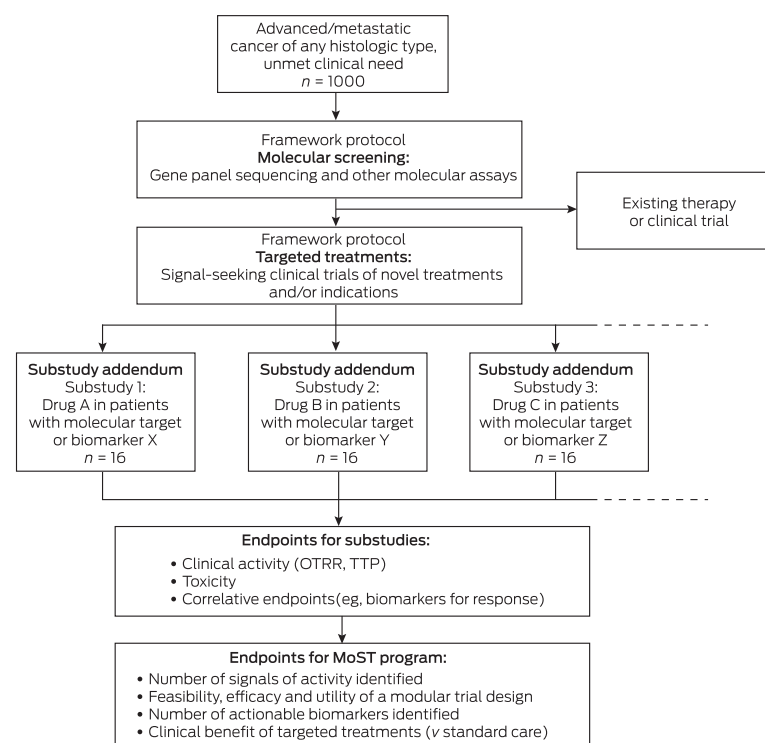 Advanced/metastatic
cancer of any histologic type,
unmet clinical need
n = 1000
Framework protocol
Molecular screening:
Gene panel sequencing and other molecular assays
Existing therapy
or clinical trial
Framework protocol
Targeted treatments:
Signal-seeking clinical trials of novel treatments
and/or indications
Substudy addendum
Substudy 1:
Drug A in patients
with molecular target
or biomarker X
n = 16
Substudy addendum
Substudy 2:
Drug B in patients
with molecular target
or biomarker Y
n = 16
Substudy addendum
Substudy 3:
Drug C in patients
with molecular target
or biomarker Z
n = 16
Endpoints for substudies:
• Clinical activity (OTRR, TTP)
• Toxicity
• Correlative endpoints(eg, biomarkers for response)
Endpoints for MoST program:
• Number of signals of activity identified
• Feasibility, efficacy and utility of a modular trial design
• Number of actionable biomarkers identified
• Clinical benefit of targeted treatments (v standard care)